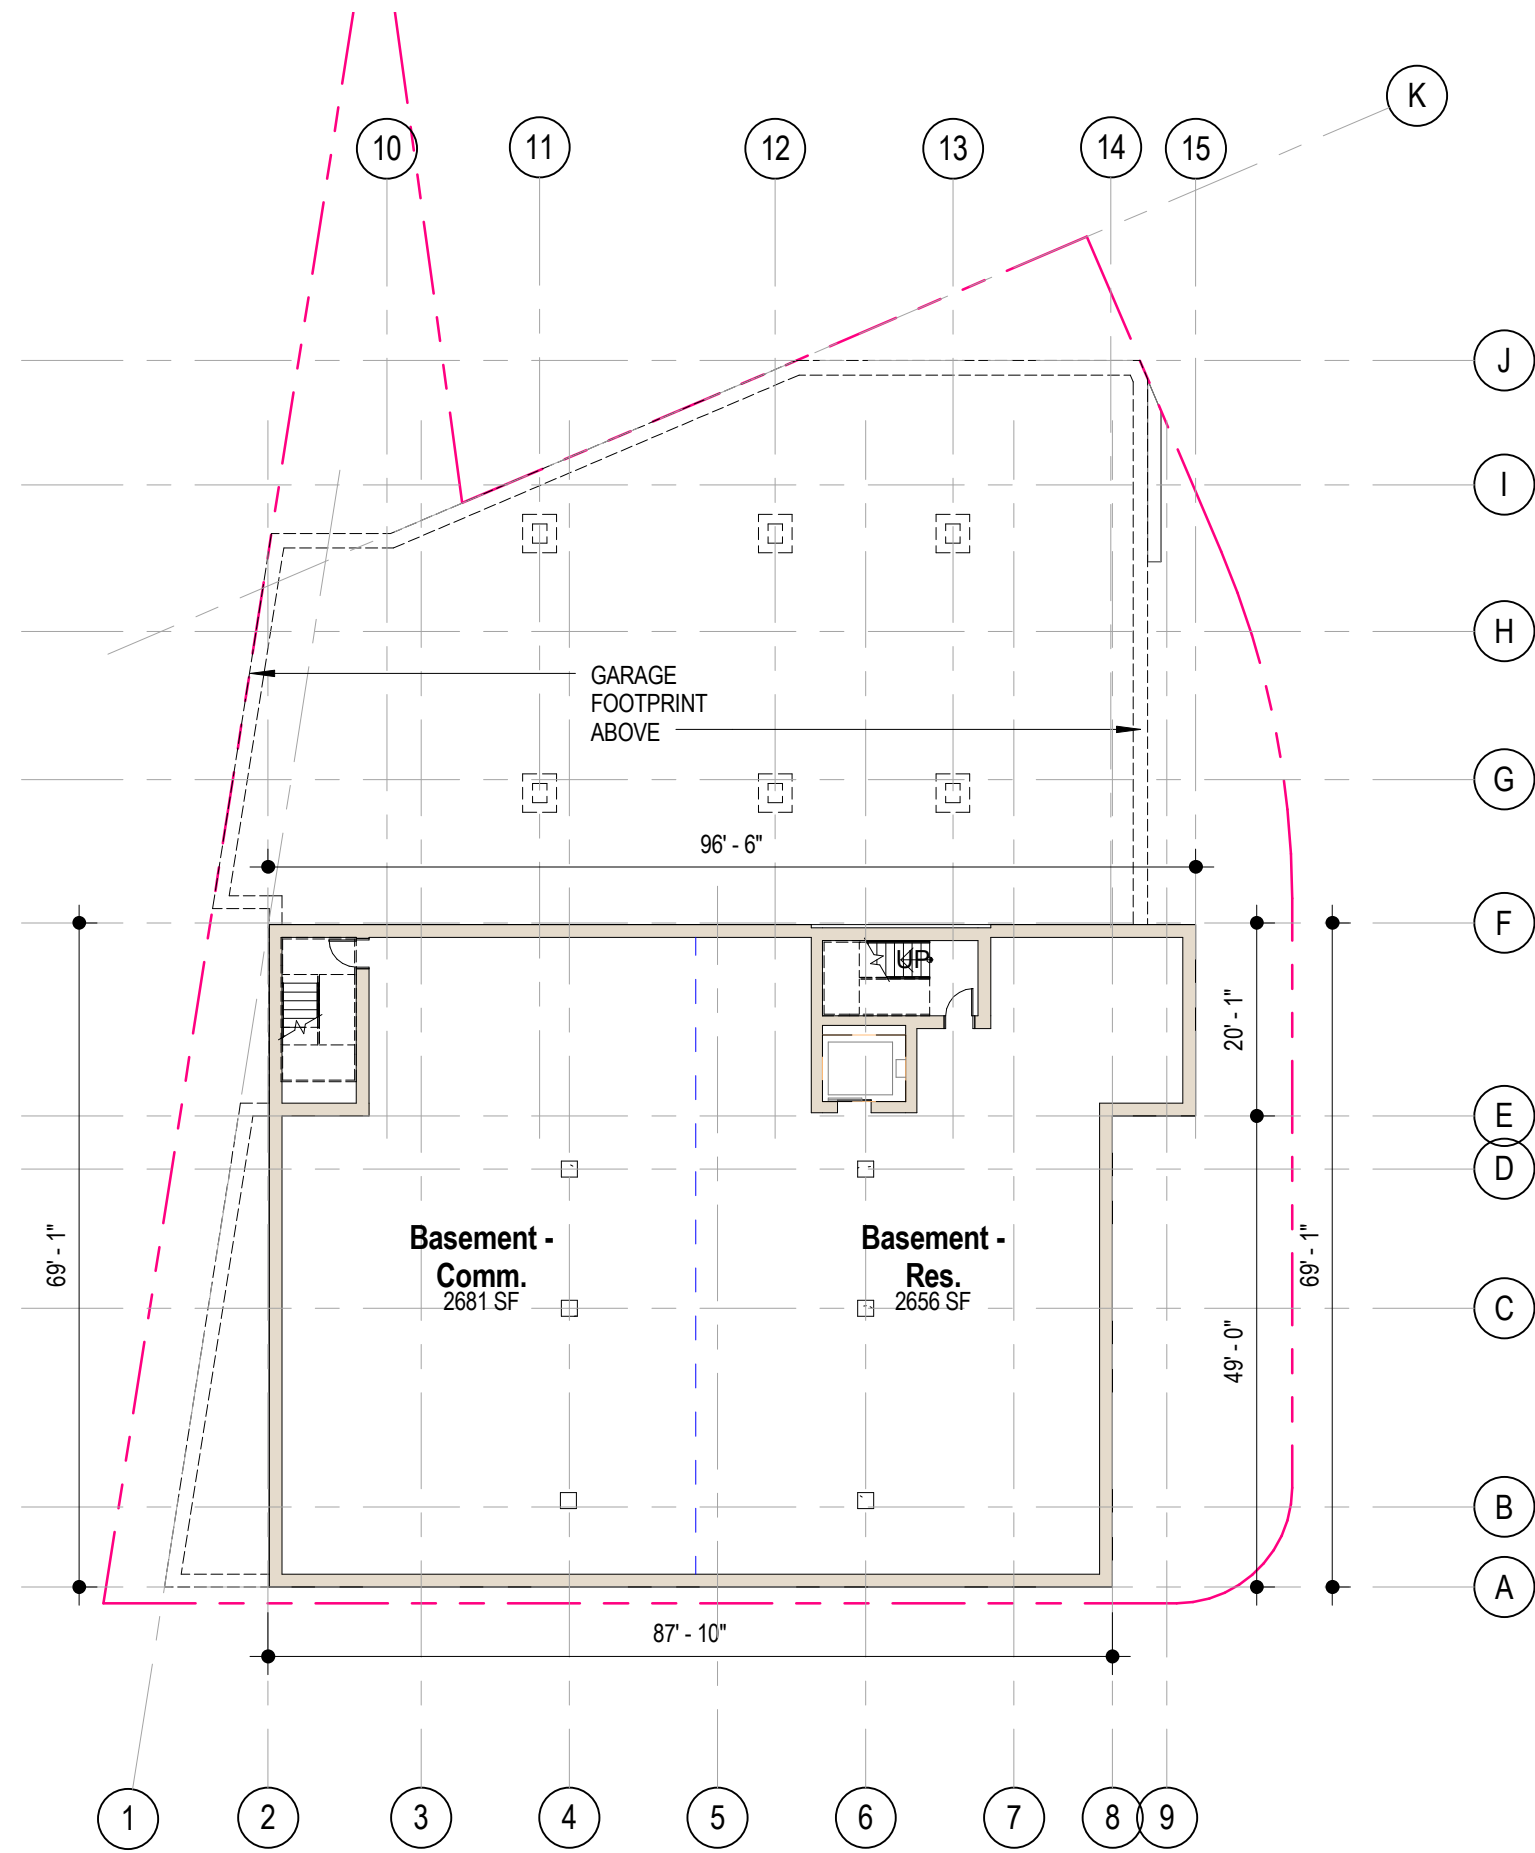 K
10
11
12
13
14
15
J
I
H
GARAGE
FOOTPRINT
ABOVE
G
96' - 6"
F
UP
20' - 1"
E
D
69' - 1"
Basement -
Comm.
2681 SF
Basement -
Res.
2656 SF
69' - 1"
C
49' - 0"
B
A
87' - 10"
1
2
3
4
5
6
7
8
9